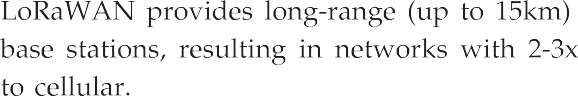 LoRaWAN provides long-range (up to 15km)
base stations, resulting in networks with 2-3x
to cellular.